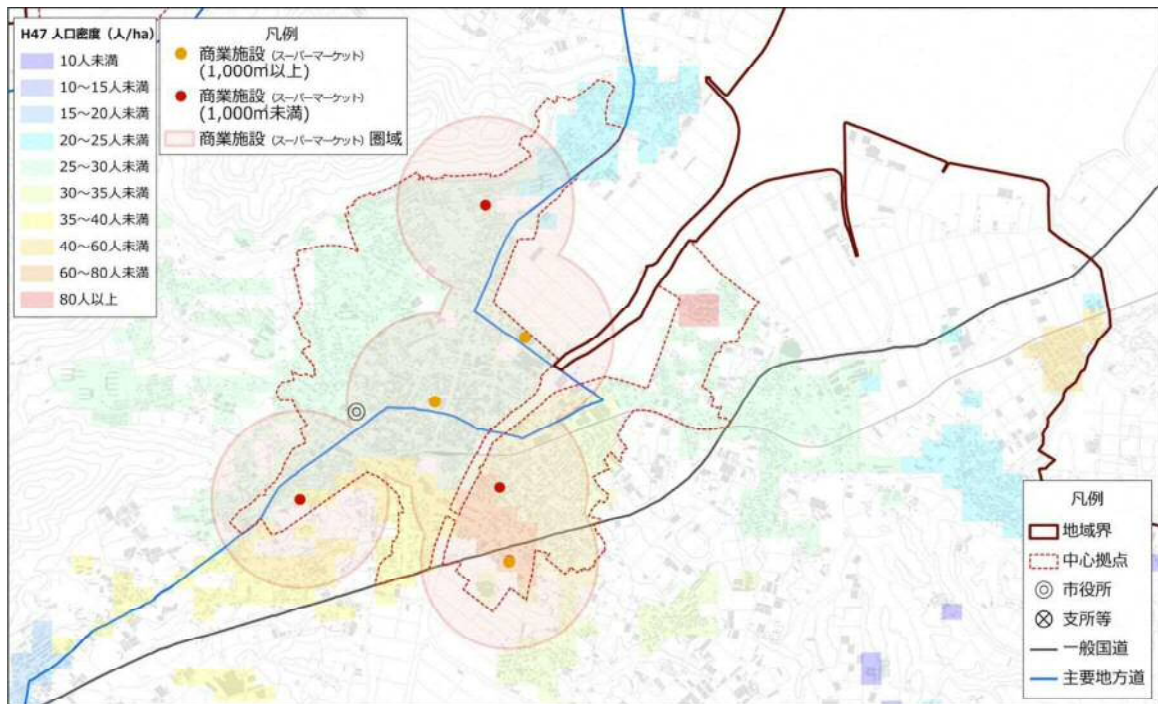 H47 人口密度（人/ha）
10人未満
10～15人未満
15～20人未満
20～25人未満
25～30人未満
30～35人未満
35～40人未満
40～60人未満
60～80人未満
80人以上
凡例
商業施設（スーパーマーケット）
(1,000㎡以上)
商業施設（スーパーマーケット）
(1,000㎡未満)
商業施設（スーパーマーケット）圏域
凡例
地域界
中心拠点
市役所
支所等
一般国道
主要地方道